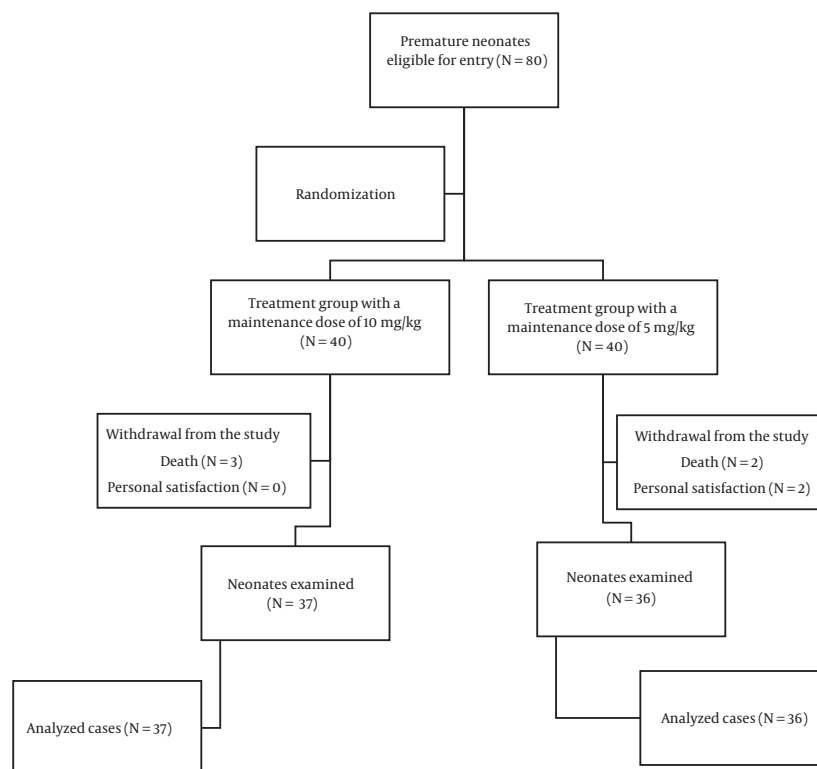 Premature neonates
eligible for entry (N = 80)
Randomization
Treatment group with a
maintenance dose of 10 mg/kg
(N = 40)
Treatment group with a
maintenance dose of 5 mg/kg
(N = 40)
Withdrawal from the study
Death (N = 3)
Personal satisfaction (N = 0)
Withdrawal from the study
Death (N = 2)
Personal satisfaction (N = 2)
Neonates examined
(N = 37)
Neonates examined
(N = 36)
Analyzed cases (N = 37)
Analyzed cases (N = 36)